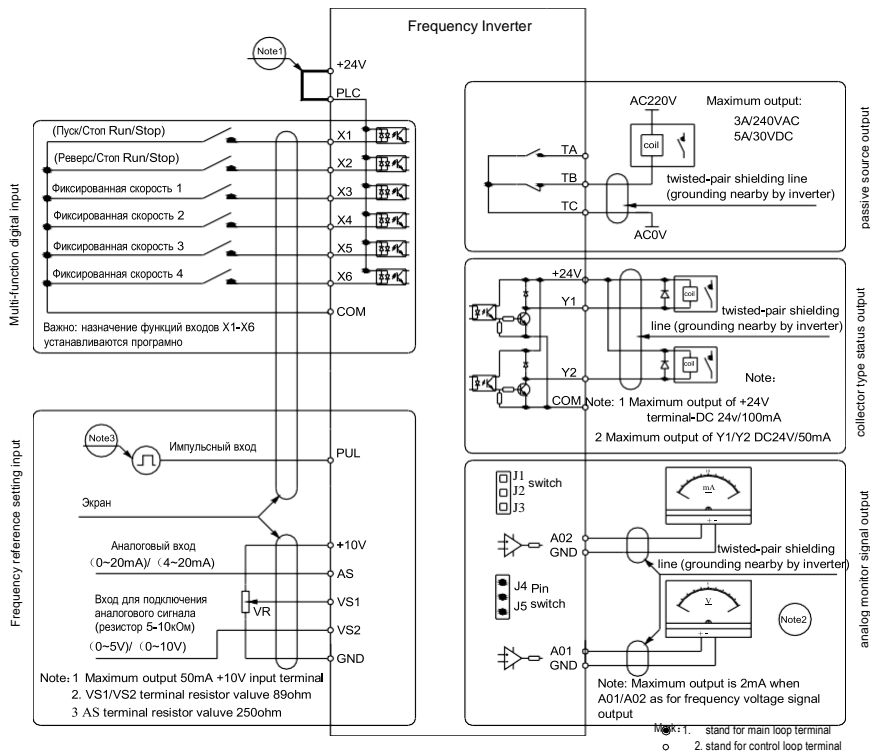 Frequency Inverter
Note1
+24V
PLC
Multi-function digital input
(Пуск/Стоп Run/Stop)
X1
(Реверс/Стоп Run/Stop)
X2
Фиксированная скорость 1
X3
Фиксированная скорость 2
X4
Фиксированная скорость 3
X5
Фиксированная скорость 4
X6
COM
Важно: назначение функций входов X1-X6
устанавливаются програмно
Frequency reference setting input
Note3
Импульсный вход
PUL
Экран
+10V
Аналоговый вход
(0~20mA)/ (4~20mA)
AS
Вход для подключения
аналогового сигнала
(резистор 5-10кОм)
(0~5V)/ (0~10V)
VR
VS1
VS2
GND
Note: 1 Maximum output 50mA +10V input terminal
2. VS1/VS2 terminal resistor valuve 89ohm
3 AS terminal resistor valuve 250ohm
passive source output
AC220V
Maximum output:
3A/240VAC
5A/30VDC
coil
TA
TB
TC
twisted-pair shielding line
(grounding nearby by inverter)
AC0V
collector type status output
+24V
Y1
coil
twisted-pair shielding
line (grounding nearby by inverter)
Y2
coil
Note:
COM
Note: 1 Maximum output of +24V
terminal-DC 24v/100mA
2 Maximum output of Y1/Y2 DC24V/50mA
analog monitor signal output
J1
J2
J3
switch
mA
+ -
A02
GND
twisted-pair shielding
line (grounding nearby by inverter)
J4 Pin
J5 switch
V
+ -
Note2
A01
GND
Note: Maximum output is 2mA when
A01/A02 as for frequency voltage signal
output
1. stand for main loop terminal
2. stand for control loop terminal